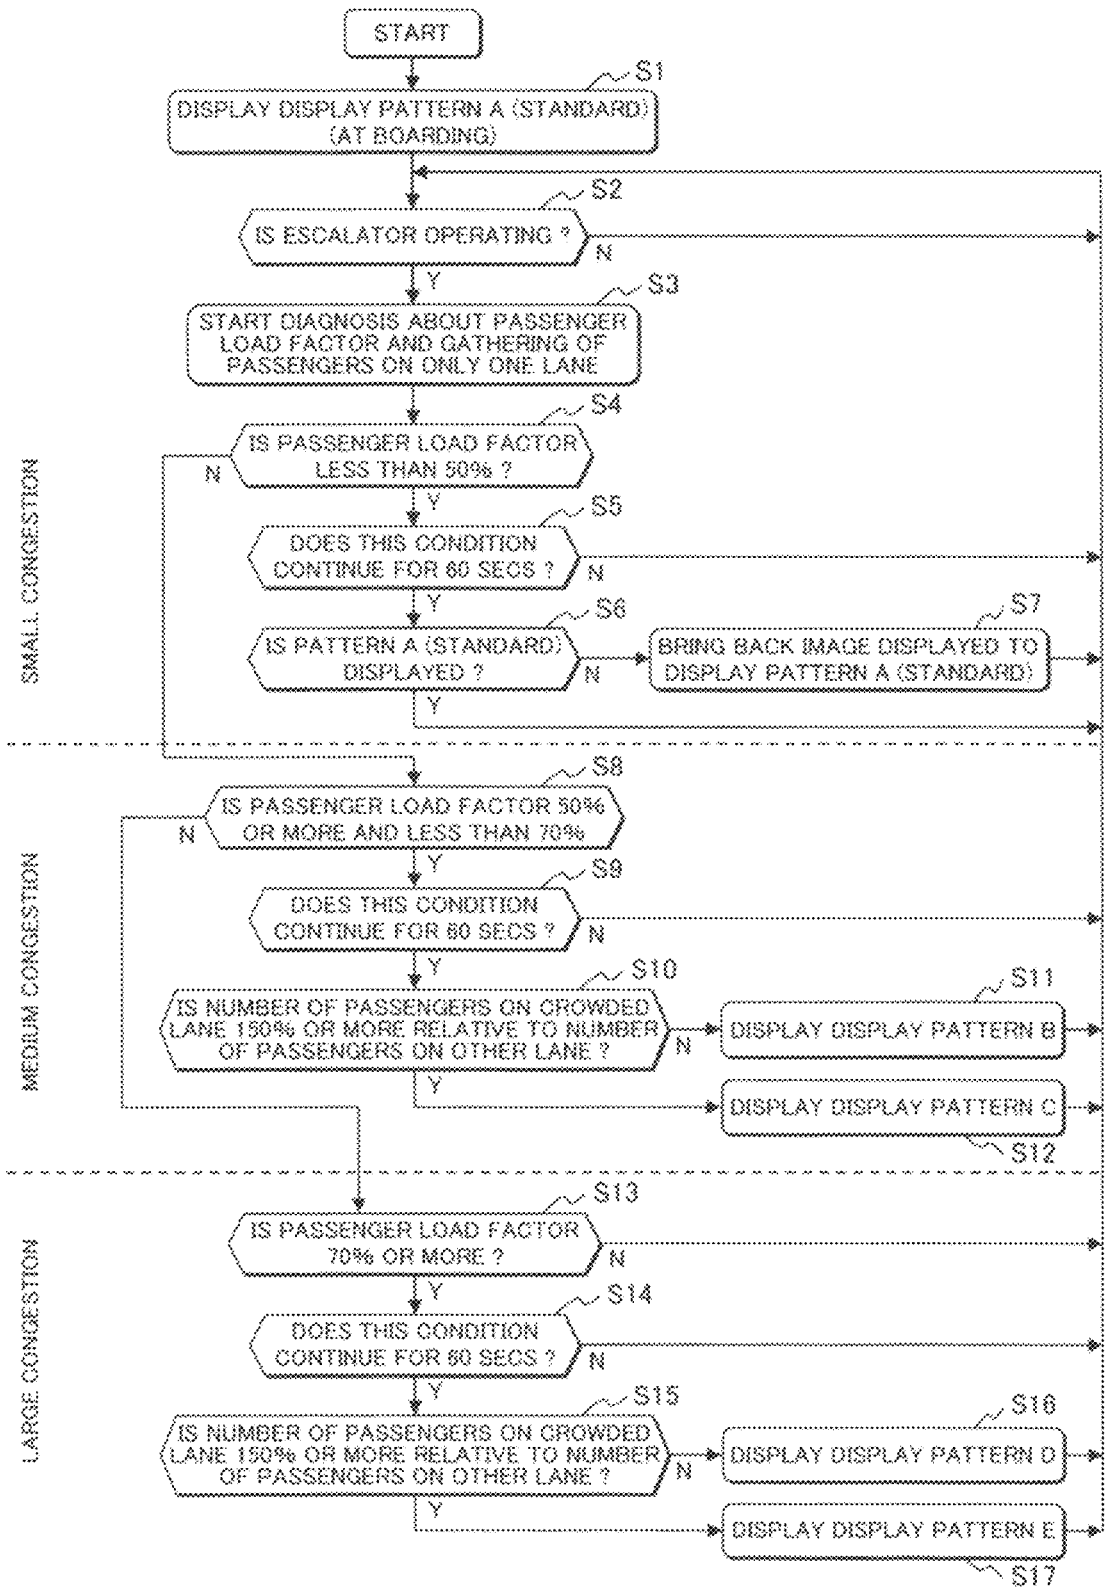 START
S1
DISPLAY DISPLAY PATTERN A (STANDARD)
(AT BOARDING)
S2
IS ESCALATOR OPERATING ?
N
Y
S3
START DIAGNOSIS ABOUT PASSENGER
LOAD FACTOR AND GATHERING OF
PASSENGERS ON ONLY ONE LANE
SMALL CONGESTION
S4
IS PASSENGER LOAD FACTOR
LESS THAN 50% ?
N
Y
S5
DOES THIS CONDITION
CONTINUE FOR 60 SECS ?
N
Y
S6
IS PATTERN A (STANDARD)
DISPLAYED ?
N
Y
S7
BRING BACK IMAGE DISPLAYED TO
DISPLAY PATTERN A (STANDARD)
MEDIUM CONGESTION
S8
IS PASSENGER LOAD FACTOR 50%
OR MORE AND LESS THAN 70%
N
Y
S9
DOES THIS CONDITION
CONTINUE FOR 60 SECS ?
N
Y
S10
IS NUMBER OF PASSENGERS ON CROWDED
LANE 150% OR MORE RELATIVE TO NUMBER
OF PASSENGERS ON OTHER LANE ?
N
Y
S11
DISPLAY DISPLAY PATTERN B
DISPLAY DISPLAY PATTERN C
S12
LARGE CONGESTION
S13
IS PASSENGER LOAD FACTOR
70% OR MORE ?
N
Y
S14
DOES THIS CONDITION
CONTINUE FOR 60 SECS ?
N
Y
S15
IS NUMBER OF PASSENGERS ON CROWDED
LANE 150% OR MORE RELATIVE TO NUMBER
OF PASSENGERS ON OTHER LANE ?
N
Y
S16
DISPLAY DISPLAY PATTERN D
DISPLAY DISPLAY PATTERN E
S17